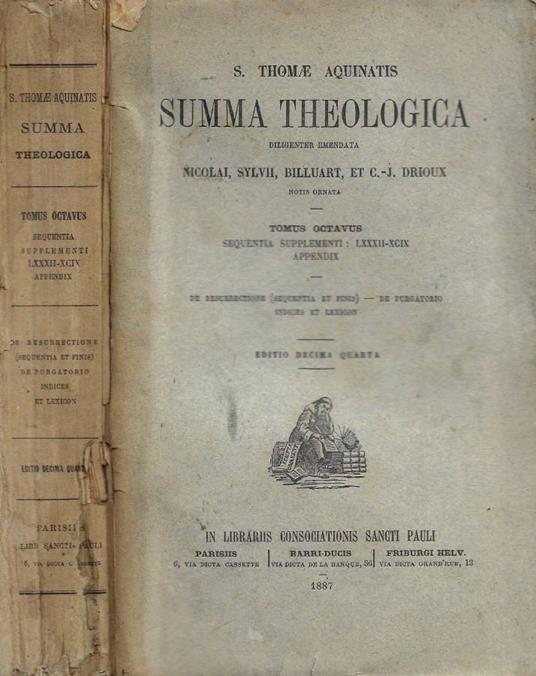 S. THOMÆ AQUINATIS
SUMMA
THEOLOGICA
TOMUS OCTAVUS
SEQUENTIA
SUPPLEMENTI
LXXXII-XCIX
APPENDIX
DE RESURRECTIONE
(SEQUENTIA ET FINIS)
DE PURGATORIO
INDICES
ET LEXICON
EDITIO DECIMA QUAR
PARISIIS
LIBR SANCTI PAULI
6, VIA DICTA CASSETTE
S. THOMÆ AQUINATIS
SUMMA THEOLOGICA
DILIGENTER EMENDATA
NICOLAI, SYLVII, BILLUART, ET C.-J. DRIOUX
NOTIS ORNATA
TOMUS OCTAVUS
SEQUENTIA SUPPLEMENTI : LXXXII-XCIX
APPENDIX
DE RESURRECTIONE (SEQUENTIA ET FINIS) — DE PURGATORIO
INDICES ET LEXICON
EDITIO DECIMA QUARTA
IN LIBRARIIS CONSOCIATIONIS SANCTI PAULI
PARISIIS | BARRI-DUCIS | FRIBURGI HELV.
6, VIA DICTA CASSETTE | VIA DICTA DE LA BANQUE, 36 | VIA DICTA GRAND'RUE, 13
1887